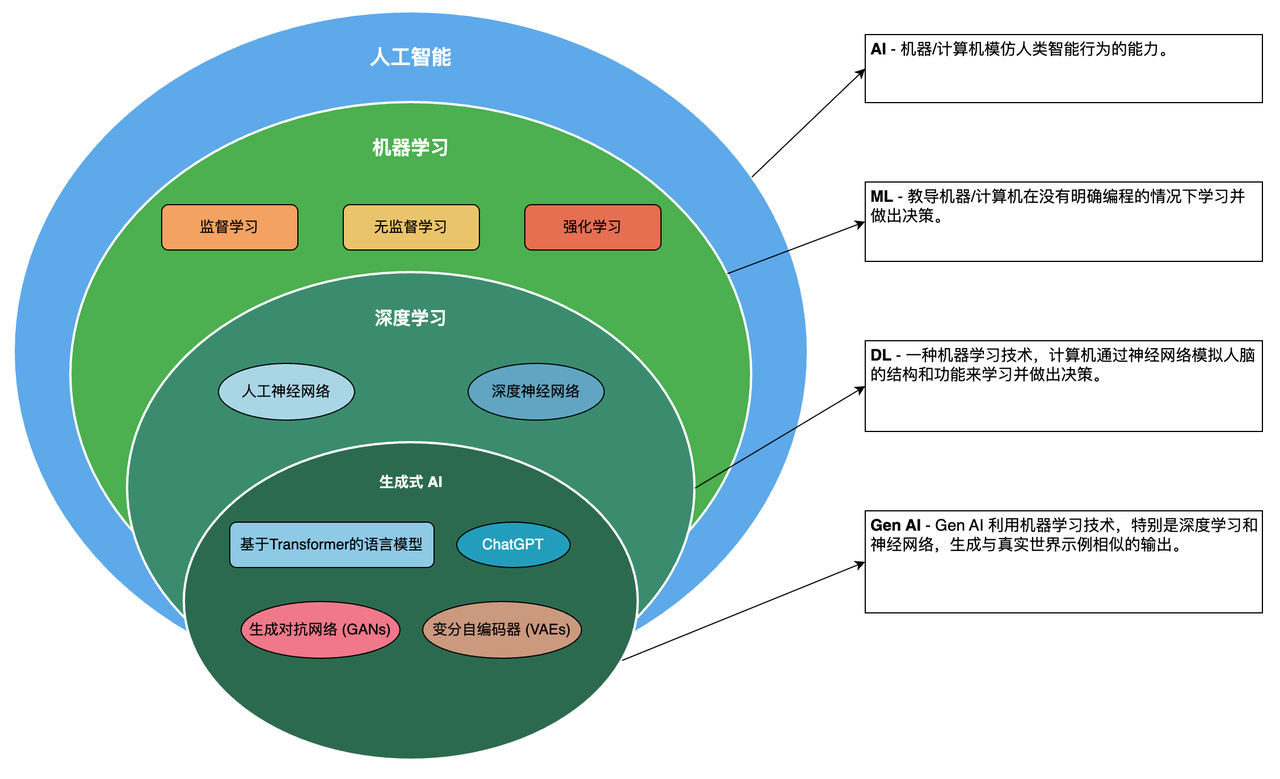 人工智能
机器学习
监督学习
无监督学习
强化学习
深度学习
人工神经网络
深度神经网络
生成式 AI
基于Transformer的语言模型
ChatGPT
生成对抗网络 (GANs)
变分自编码器 (VAEs)
AI - 机器/计算机模仿人类智能行为的能力。
ML - 教导机器/计算机在没有明确编程的情况下学习并
做出决策。
DL - 一种机器学习技术，计算机通过神经网络模拟人脑
的结构和功能来学习并做出决策。
Gen AI - Gen AI 利用机器学习技术，特别是深度学习和
神经网络，生成与真实世界示例相似的输出。